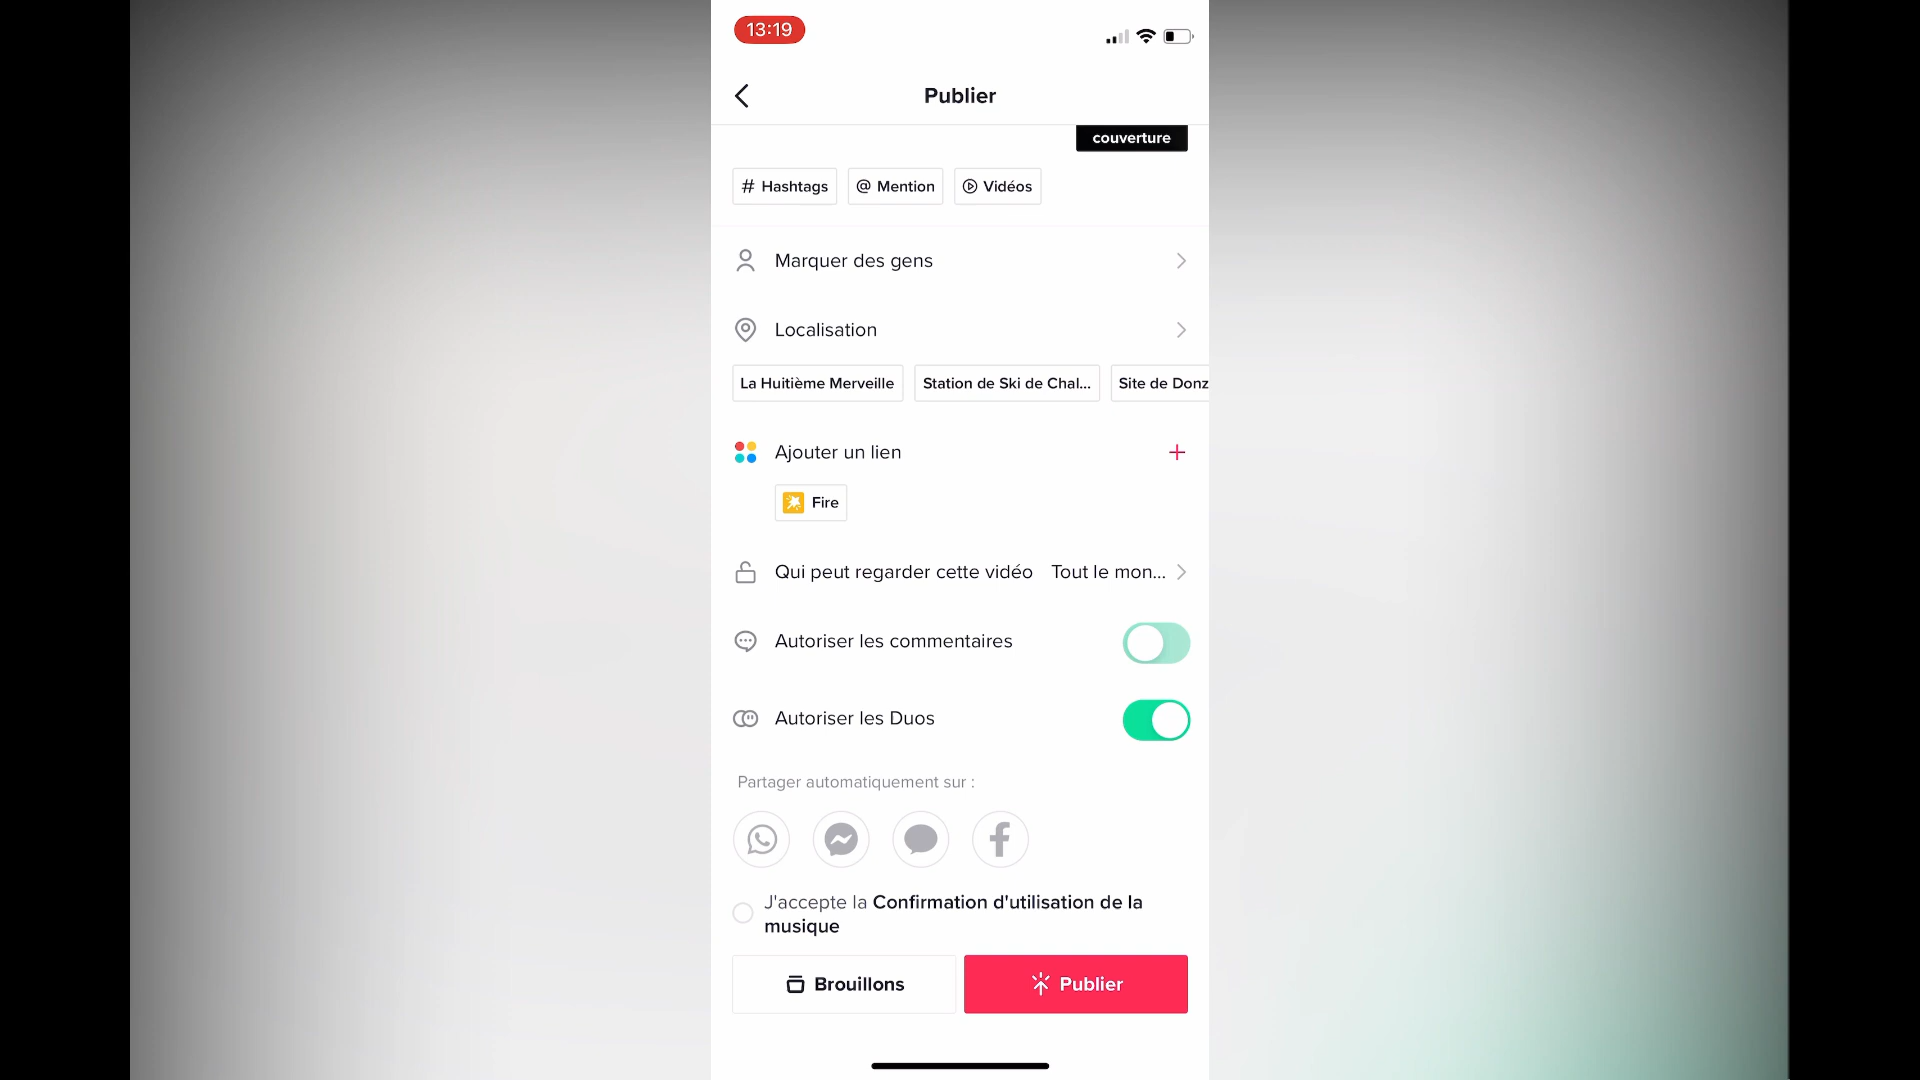 13:19
Publier
couverture
# Hashtags @ Mention Vidéos
Marquer des gens
Localisation
La Huitième Merveille Station de Ski de Chal... Site de Donz
Ajouter un lien
Fire
Qui peut regarder cette vidéo Tout le mon...
Autoriser les commentaires
Autoriser les Duos
Partager automatiquement sur :
J'accepte la Confirmation d'utilisation de la
musique
Brouillons Publier